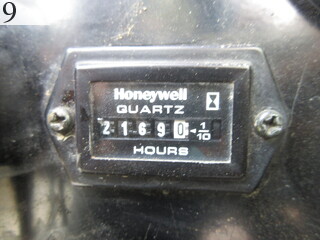 9
Honeywell
QUARTZ
2 1 6 9 0 ◄ 1/10
HOURS